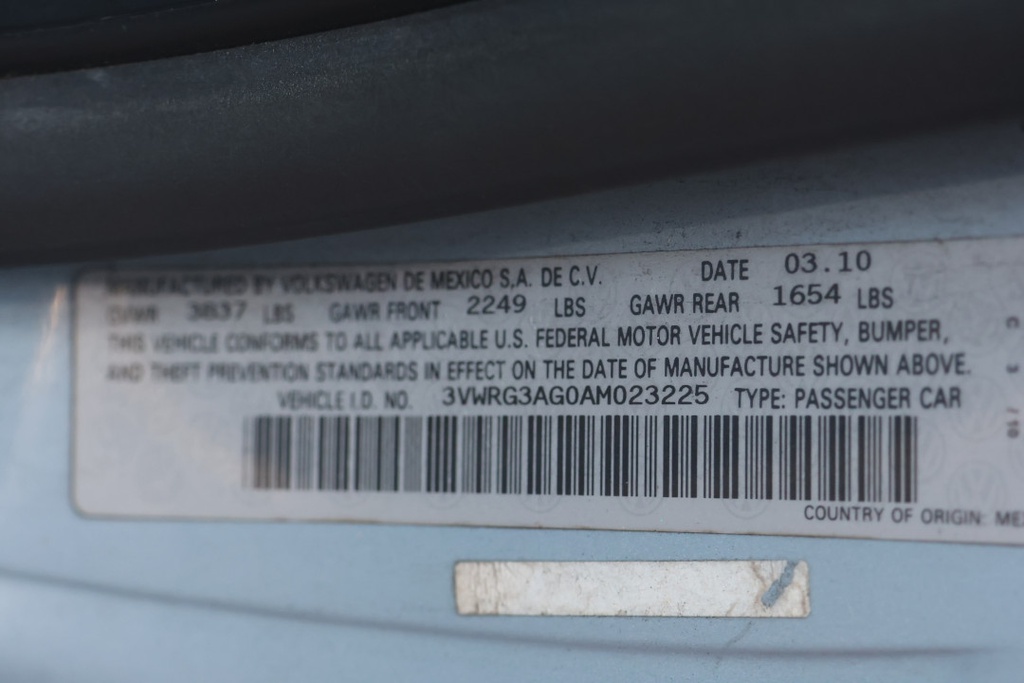 MANUFACTURED BY VOLKSWAGEN DE MEXICO S.A. DE C.V. DATE 03.10
GVWR 3837 LBS GAWR FRONT 2249 LBS GAWR REAR 1654 LBS
THIS VEHICLE CONFORMS TO ALL APPLICABLE U.S. FEDERAL MOTOR VEHICLE SAFETY, BUMPER,
AND THEFT PREVENTION STANDARDS IN EFFECT ON THE DATE OF MANUFACTURE SHOWN ABOVE.
VEHICLE I.D. NO. 3VWRG3AG0AM023225 TYPE: PASSENGER CAR
COUNTRY OF ORIGIN: ME